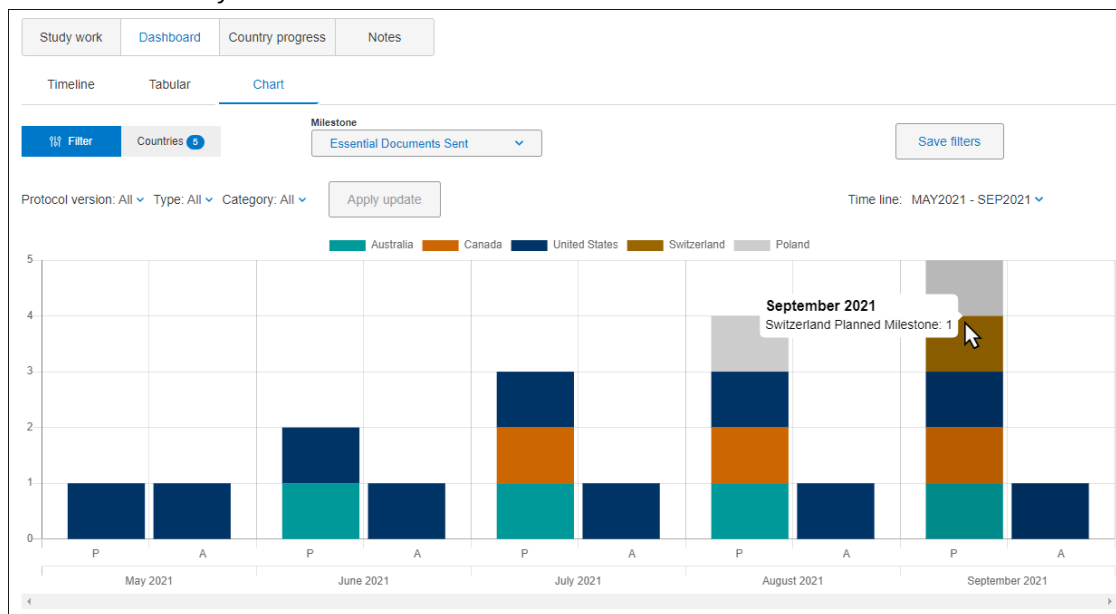 Study work Dashboard Country progress Notes
Timeline Tabular Chart
Milestone
Filter Countries 5 Essential Documents Sent Save filters
Protocol version: All Type: All Category: All Apply update Time line: MAY2021 - SEP2021
Australia Canada United States Switzerland Poland
5
4
3
2
1
0
September 2021
Switzerland Planned Milestone: 1
P A P A P A P A P A
May 2021 June 2021 July 2021 August 2021 September 2021